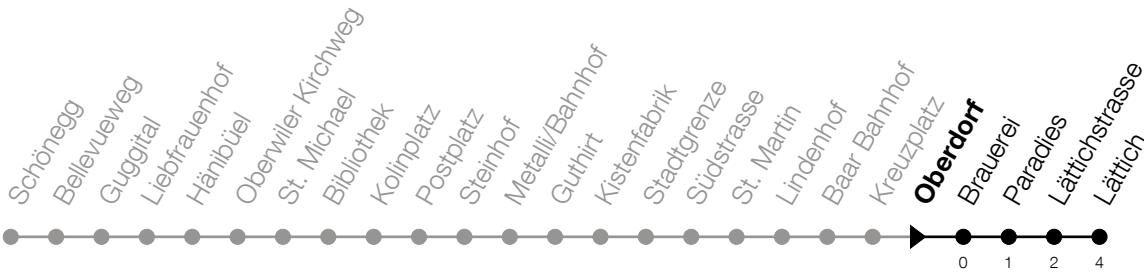 Schönegg
Bellevueweg
Guggital
Liebfrauenhof
Hänibüel
Oberwiler Kirchweg
St. Michael
Bibliothek
Kolinplatz
Postplatz
Steinhof
Metalli/Bahnhof
Guthirt
Kistenfabrik
Stadtgrenze
Südstrasse
St. Martin
Lindenhof
Baar Bahnhof
Kreuzplatz
Oberdorf
Brauerei
Paradies
Lättichstrasse
Lättich
0 1 2 4